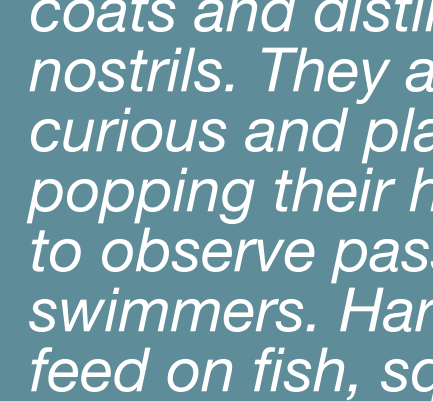 coats and disti
nostrils. They a
curious and pla
popping their h
to observe pas
swimmers. Har
feed on fish, s